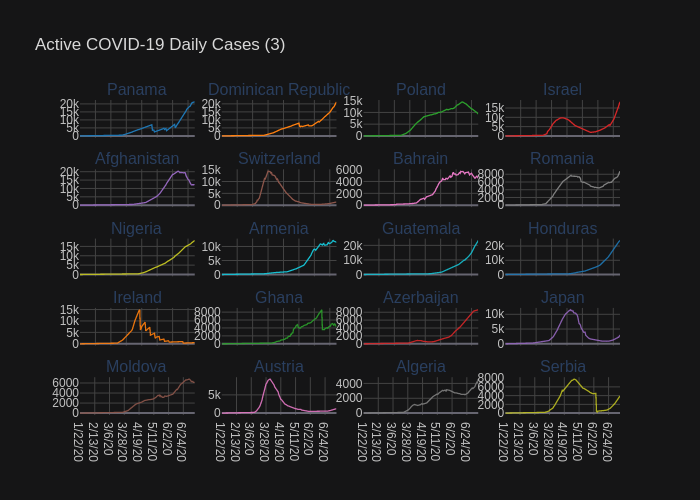 Active COVID-19 Daily Cases (3)
Panama Dominican Republic Poland Israel
20k 15k 10k 5k 0
20k 15k 10k 5k 0
15k 10k 5k 0
15k 10k 5k 0
Afghanistan Switzerland Bahrain Romania
20k 15k 10k 5k 0
15k 10k 5k 0
6000 4000 2000 0
8000 6000 4000 2000 0
Nigeria Armenia Guatemala Honduras
15k 10k 5k 0
10k 5k 0
20k 10k 0
20k 10k 0
Ireland Ghana Azerbaijan Japan
15k 10k 5k 0
8000 6000 4000 2000 0
8000 6000 4000 2000 0
10k 5k 0
Moldova Austria Algeria Serbia
6000 4000 2000 0
5k 0
4000 2000 0
8000 6000 4000 2000 0
1/22/20 2/13/20 3/6/20 3/28/20 4/19/20 5/11/20 6/2/20 6/24/20
1/22/20 2/13/20 3/6/20 3/28/20 4/19/20 5/11/20 6/2/20 6/24/20
1/22/20 2/13/20 3/6/20 3/28/20 4/19/20 5/11/20 6/2/20 6/24/20
1/22/20 2/13/20 3/6/20 3/28/20 4/19/20 5/11/20 6/2/20 6/24/20